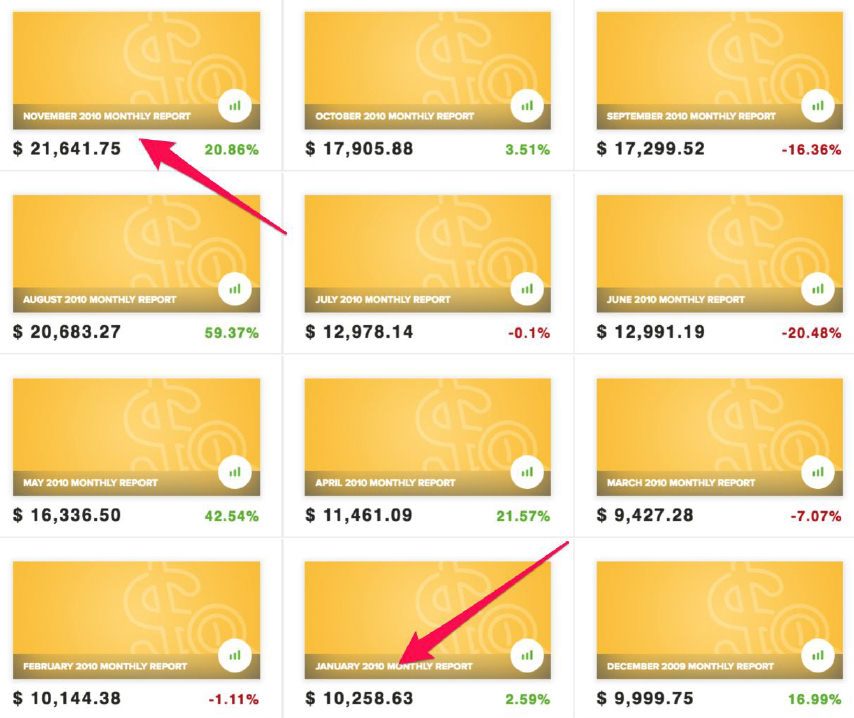 NOVEMBER 2010 MONTHLY REPORT
$ 21,641.75 20.86%
OCTOBER 2010 MONTHLY REPORT
$ 17,905.88 3.51%
SEPTEMBER 2010 MONTHLY REPORT
$ 17,299.52 -16.36%
AUGUST 2010 MONTHLY REPORT
$ 20,683.27 59.37%
JULY 2010 MONTHLY REPORT
$ 12,978.14 -0.1%
JUNE 2010 MONTHLY REPORT
$ 12,991.19 -20.48%
MAY 2010 MONTHLY REPORT
$ 16,336.50 42.54%
APRIL 2010 MONTHLY REPORT
$ 11,461.09 21.57%
MARCH 2010 MONTHLY REPORT
$ 9,427.28 -7.07%
FEBRUARY 2010 MONTHLY REPORT
$ 10,144.38 -1.11%
JANUARY 2010 MONTHLY REPORT
$ 10,258.63 2.59%
DECEMBER 2009 MONTHLY REPORT
$ 9,999.75 16.99%